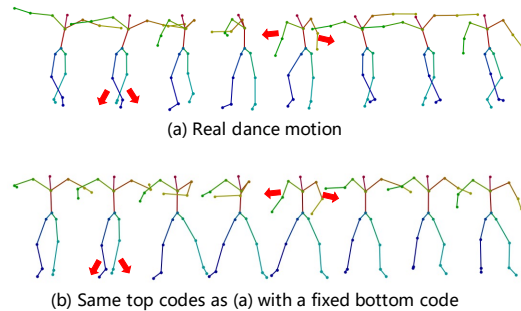 (a) Real dance motion
(b) Same top codes as (a) with a fixed bottom code